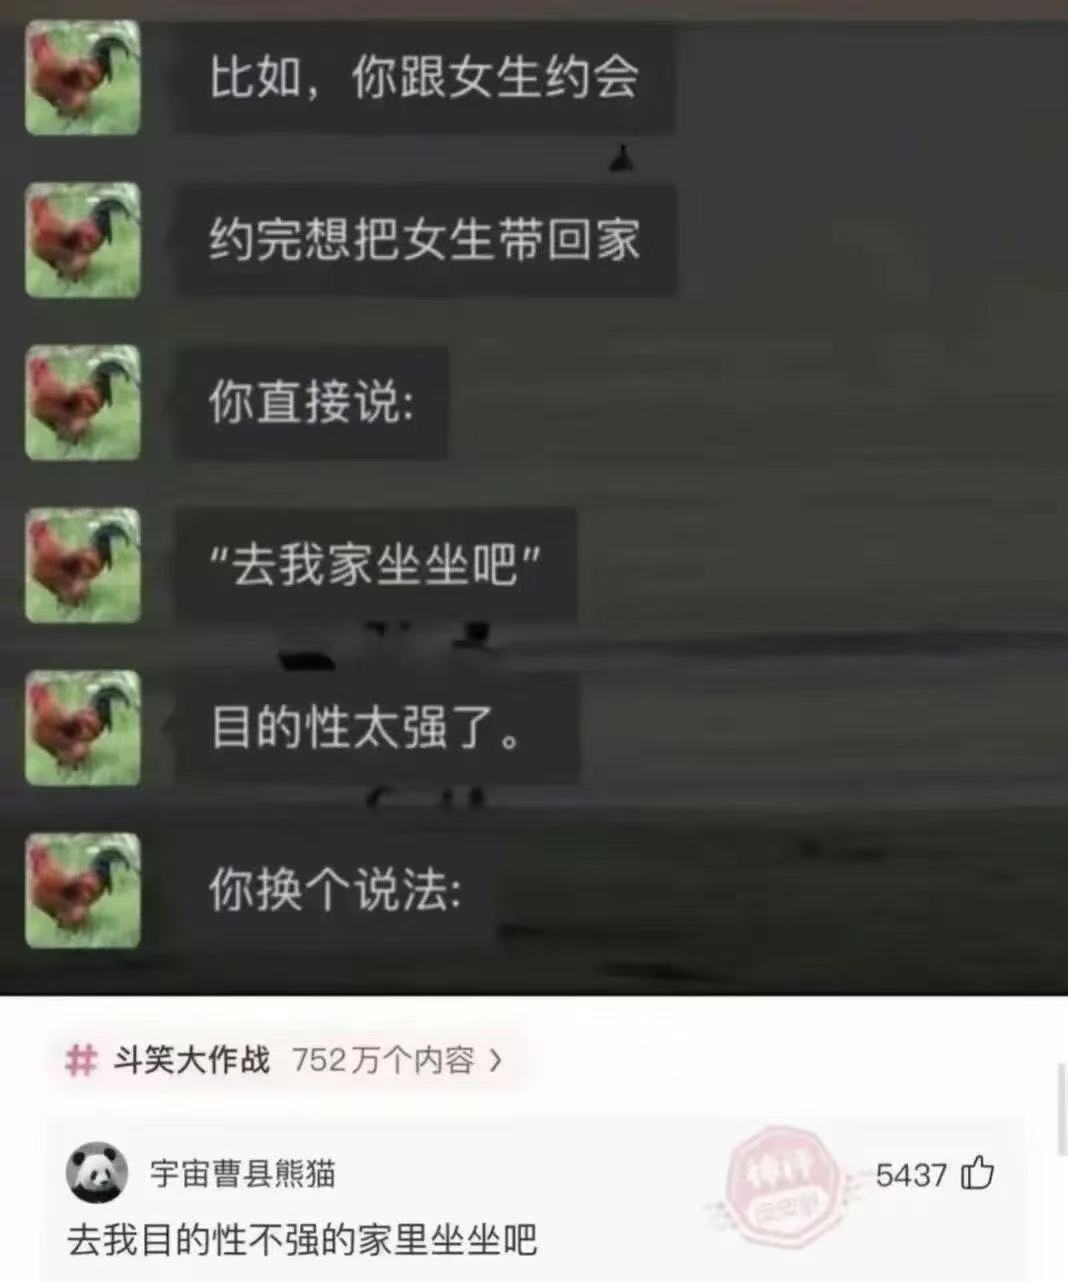 比如，你跟女生约会
约完想把女生带回家
你直接说:
“去我家坐坐吧”
目的性太强了。
你换个说法:
# 斗笑大作战 752万个内容 >
宇宙曹县熊猫
神评
5437
去我目的性不强的家里坐坐吧